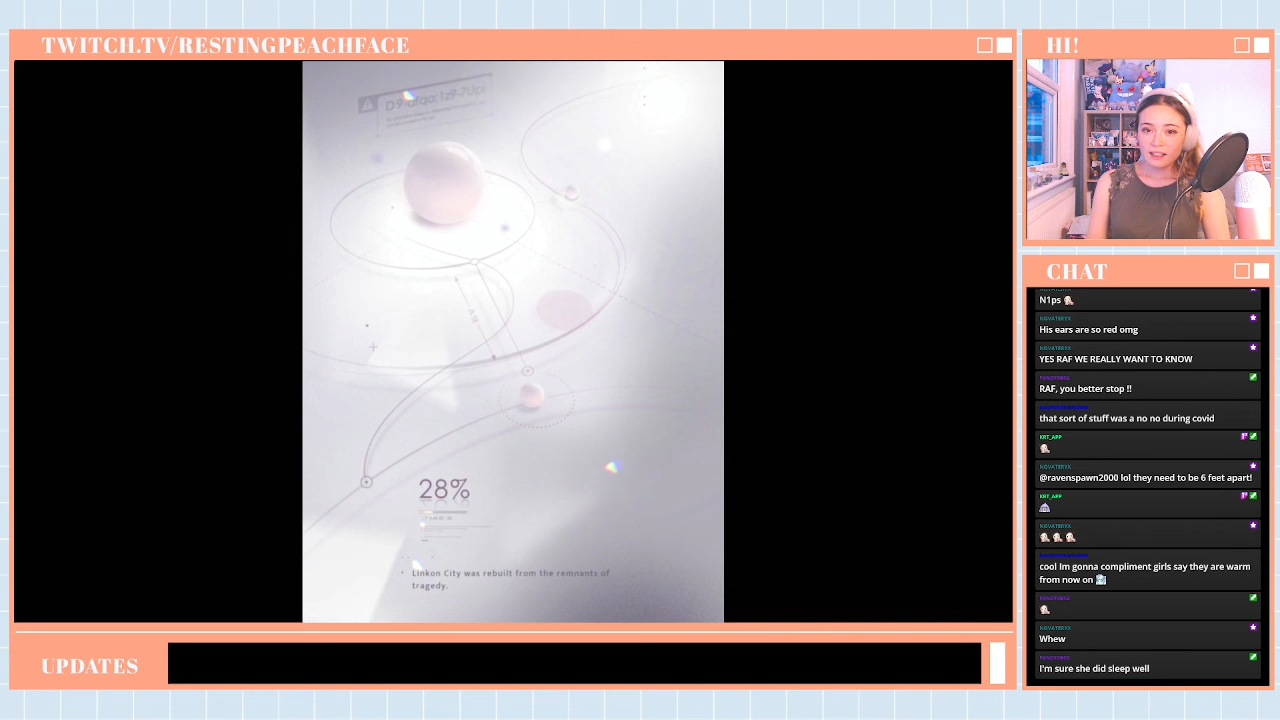 TWITCH.TV/RESTINGPEACHFACE
HI!
28%
Linkon City was rebuilt from the remnants of
tragedy.
CHAT
N1ps
NOVATERYX
His ears are so red omg
NOVATERYX
YES RAF WE REALLY WANT TO KNOW
RAF, you better stop !!
that sort of stuff was a no no during covid
KRT_APP
NOVATERYX
@ravenspawn2000 lol they need to be 6 feet apart!
KRT_APP
NOVATERYX
cool Im gonna compliment girls say they are warm
from now on
NOVATERYX
Whew
I'm sure she did sleep well
UPDATES